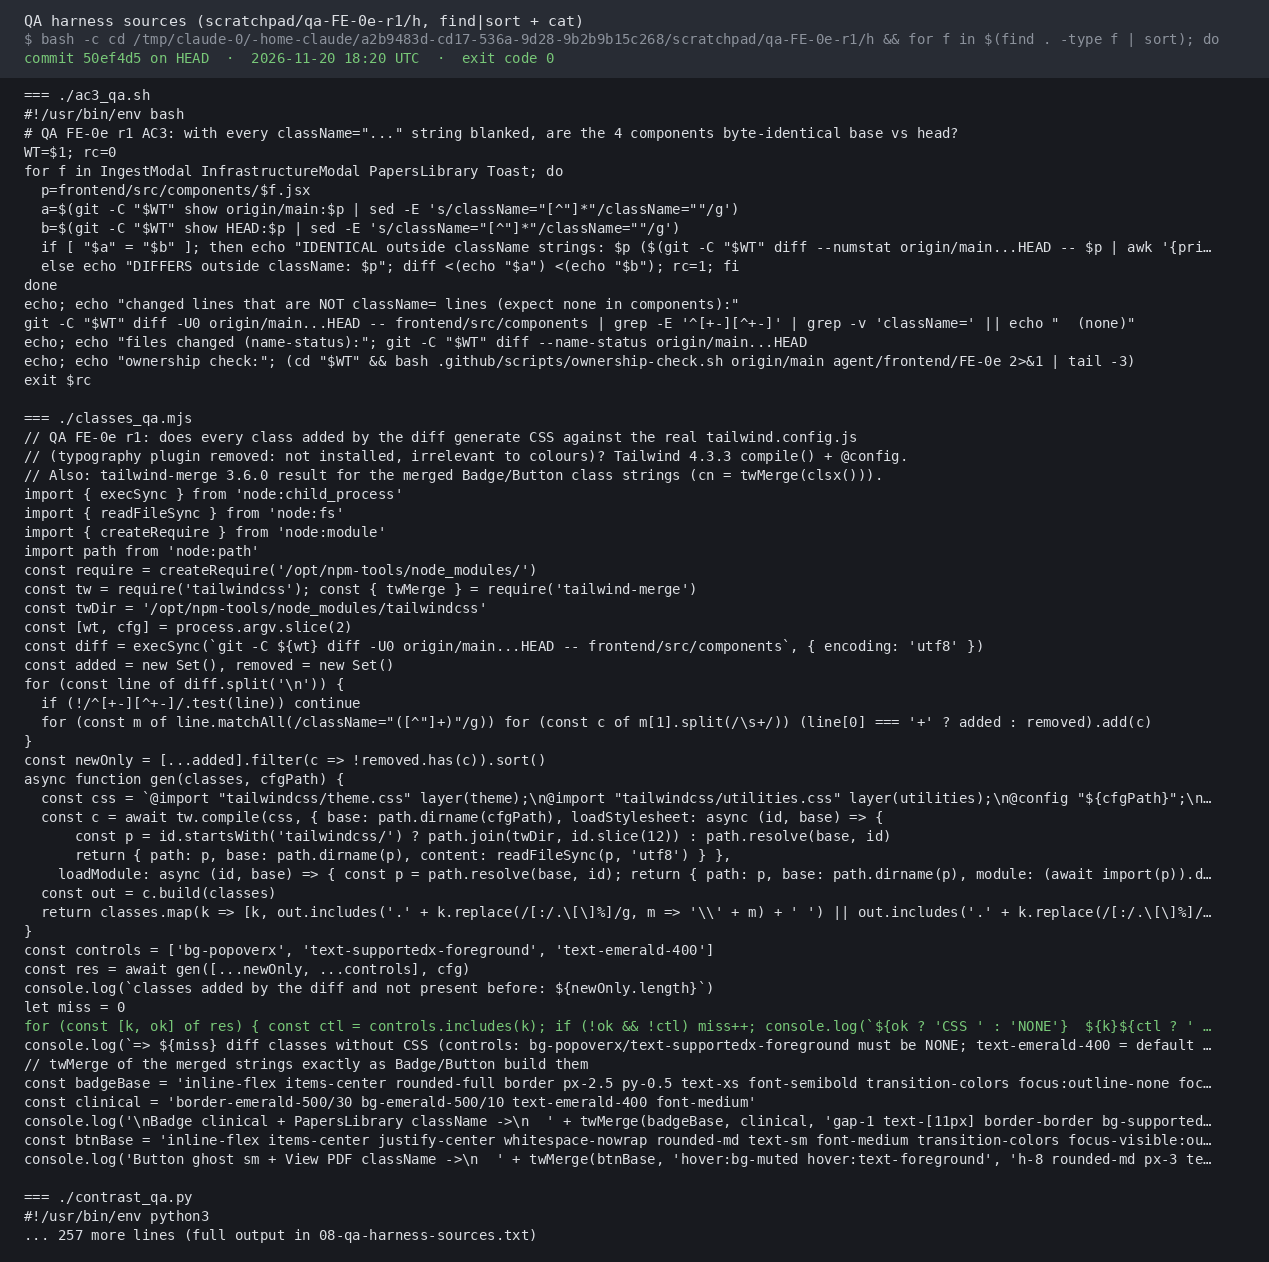 QA harness sources (scratchpad/qa-FE-0e-r1/h, find|sort + cat)
$ bash -c cd /tmp/claude-0/-home-claude/a2b9483d-cd17-536a-9d28-9b2b9b15c268/scratchpad/qa-FE-0e-r1/h && for f in $(find . -type f | sort); do
commit 50ef4d5 on HEAD  ·  2026-11-20 18:20 UTC  ·  exit code 0
=== ./ac3_qa.sh
#!/usr/bin/env bash
# QA FE-0e r1 AC3: with every className="..." string blanked, are the 4 components byte-identical base vs head?
WT=$1; rc=0
for f in IngestModal InfrastructureModal PapersLibrary Toast; do
  p=frontend/src/components/$f.jsx
  a=$(git -C "$WT" show origin/main:$p | sed -E 's/className="[^"]*"/className=""/g')
  b=$(git -C "$WT" show HEAD:$p | sed -E 's/className="[^"]*"/className=""/g')
  if [ "$a" = "$b" ]; then echo "IDENTICAL outside className strings: $p ($(git -C "$WT" diff --numstat origin/main...HEAD -- $p | awk '{pri…
  else echo "DIFFERS outside className: $p"; diff <(echo "$a") <(echo "$b"); rc=1; fi
done
echo; echo "changed lines that are NOT className= lines (expect none in components):"
git -C "$WT" diff -U0 origin/main...HEAD -- frontend/src/components | grep -E '^[+-][^+-]' | grep -v 'className=' || echo "  (none)"
echo; echo "files changed (name-status):"; git -C "$WT" diff --name-status origin/main...HEAD
echo; echo "ownership check:"; (cd "$WT" && bash .github/scripts/ownership-check.sh origin/main agent/frontend/FE-0e 2>&1 | tail -3)
exit $rc
=== ./classes_qa.mjs
// QA FE-0e r1: does every class added by the diff generate CSS against the real tailwind.config.js
// (typography plugin removed: not installed, irrelevant to colours)? Tailwind 4.3.3 compile() + @config.
// Also: tailwind-merge 3.6.0 result for the merged Badge/Button class strings (cn = twMerge(clsx())).
import { execSync } from 'node:child_process'
import { readFileSync } from 'node:fs'
import { createRequire } from 'node:module'
import path from 'node:path'
const require = createRequire('/opt/npm-tools/node_modules/')
const tw = require('tailwindcss'); const { twMerge } = require('tailwind-merge')
const twDir = '/opt/npm-tools/node_modules/tailwindcss'
const [wt, cfg] = process.argv.slice(2)
const diff = execSync(`git -C ${wt} diff -U0 origin/main...HEAD -- frontend/src/components`, { encoding: 'utf8' })
const added = new Set(), removed = new Set()
for (const line of diff.split('\n')) {
  if (!/^[+-][^+-]/.test(line)) continue
  for (const m of line.matchAll(/className="([^"]+)"/g)) for (const c of m[1].split(/\s+/)) (line[0] === '+' ? added : removed).add(c)
}
const newOnly = [...added].filter(c => !removed.has(c)).sort()
async function gen(classes, cfgPath) {
  const css = `@import "tailwindcss/theme.css" layer(theme);\n@import "tailwindcss/utilities.css" layer(utilities);\n@config "${cfgPath}";\n…
  const c = await tw.compile(css, { base: path.dirname(cfgPath), loadStylesheet: async (id, base) => {
      const p = id.startsWith('tailwindcss/') ? path.join(twDir, id.slice(12)) : path.resolve(base, id)
      return { path: p, base: path.dirname(p), content: readFileSync(p, 'utf8') } },
    loadModule: async (id, base) => { const p = path.resolve(base, id); return { path: p, base: path.dirname(p), module: (await import(p)).d…
  const out = c.build(classes)
  return classes.map(k => [k, out.includes('.' + k.replace(/[:/.\[\]%]/g, m => '\\' + m) + ' ') || out.includes('.' + k.replace(/[:/.\[\]%]/…
}
const controls = ['bg-popoverx', 'text-supportedx-foreground', 'text-emerald-400']
const res = await gen([...newOnly, ...controls], cfg)
console.log(`classes added by the diff and not present before: ${newOnly.length}`)
let miss = 0
for (const [k, ok] of res) { const ctl = controls.includes(k); if (!ok && !ctl) miss++; console.log(`${ok ? 'CSS ' : 'NONE'}  ${k}${ctl ? ' …
console.log(`=> ${miss} diff classes without CSS (controls: bg-popoverx/text-supportedx-foreground must be NONE; text-emerald-400 = default …
// twMerge of the merged strings exactly as Badge/Button build them
const badgeBase = 'inline-flex items-center rounded-full border px-2.5 py-0.5 text-xs font-semibold transition-colors focus:outline-none foc…
const clinical = 'border-emerald-500/30 bg-emerald-500/10 text-emerald-400 font-medium'
console.log('\nBadge clinical + PapersLibrary className ->\n  ' + twMerge(badgeBase, clinical, 'gap-1 text-[11px] border-border bg-supported…
const btnBase = 'inline-flex items-center justify-center whitespace-nowrap rounded-md text-sm font-medium transition-colors focus-visible:ou…
console.log('Button ghost sm + View PDF className ->\n  ' + twMerge(btnBase, 'hover:bg-muted hover:text-foreground', 'h-8 rounded-md px-3 te…
=== ./contrast_qa.py
#!/usr/bin/env python3
... 257 more lines (full output in 08-qa-harness-sources.txt)